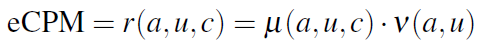 eCPM = r(a,u,c) = μ(a,u,c) · ν(a,u)